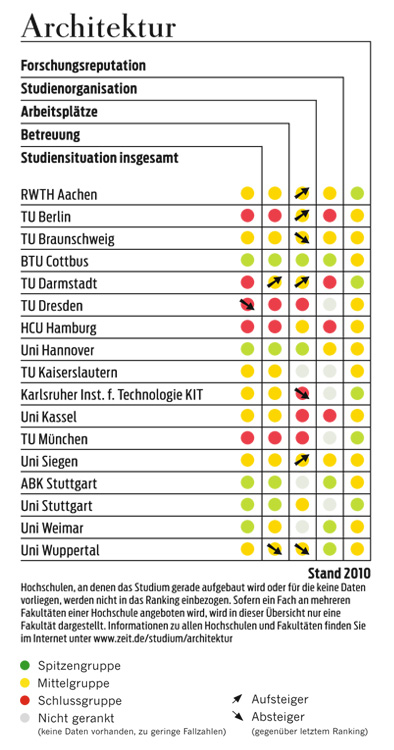 Architektur
Forschungsreputation
Studienorganisation
Arbeitsplätze
Betreuung
Studiensituation insgesamt
RWTH Aachen
TU Berlin
TU Braunschweig
BTU Cottbus
TU Darmstadt
TU Dresden
HCU Hamburg
Uni Hannover
TU Kaiserslautern
Karlsruher Inst. f. Technologie KIT
Uni Kassel
TU München
Uni Siegen
ABK Stuttgart
Uni Stuttgart
Uni Weimar
Uni Wuppertal
Stand 2010
Hochschulen, an denen das Studium gerade aufgebaut wird oder für die keine Daten
vorliegen, werden nicht in das Ranking einbezogen. Sofern ein Fach an mehreren
Fakultäten einer Hochschule angeboten wird, wird in dieser Übersicht nur eine
Fakultät dargestellt. Informationen zu allen Hochschulen und Fakultäten finden Sie
im Internet unter www.zeit.de/studium/architektur
Spitzengruppe
Mittelgruppe
Schlussgruppe
Nicht gerankt
(keine Daten vorhanden, zu geringe Fallzahlen)
Aufsteiger
Absteiger
(gegenüber letztem Ranking)